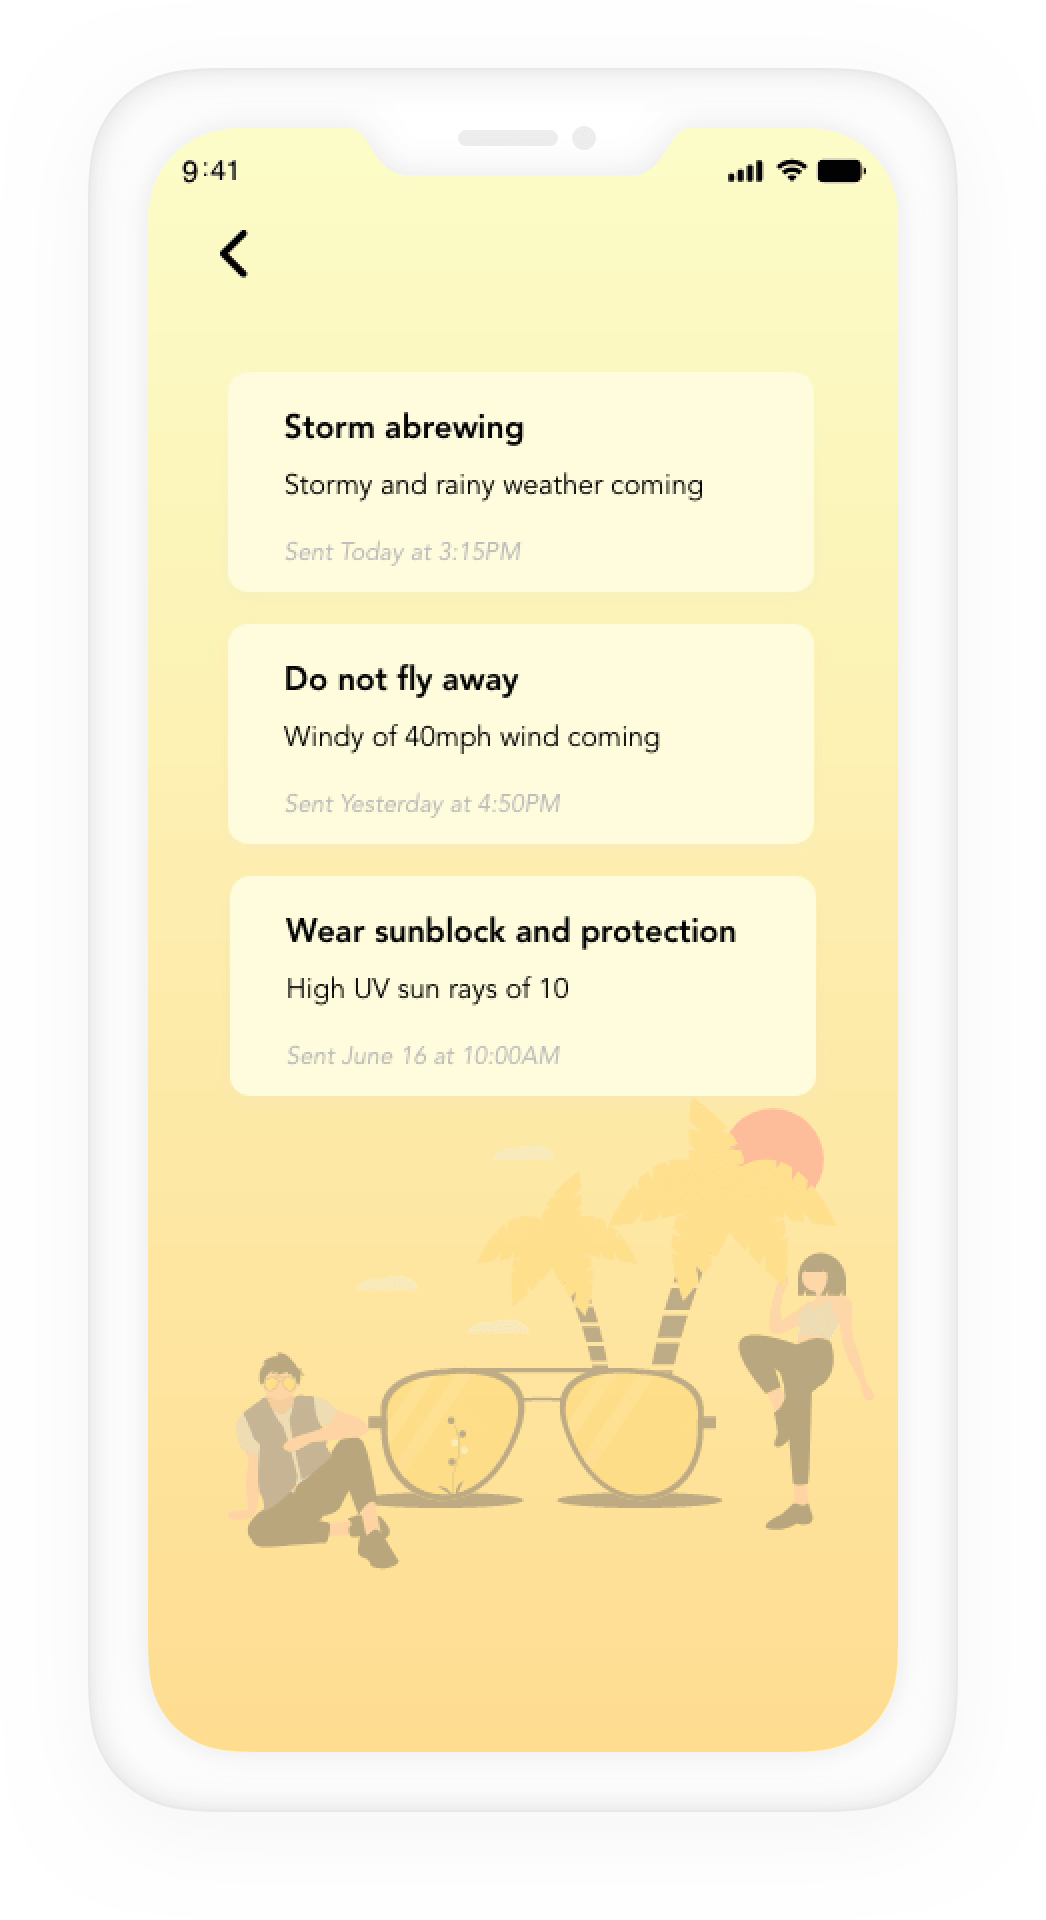 9:41
Storm abrewing
Stormy and rainy weather coming
Sent Today at 3:15PM
Do not fly away
Windy of 40mph wind coming
Sent Yesterday at 4:50PM
Wear sunblock and protection
High UV sun rays of 10
Sent June 16 at 10:00AM